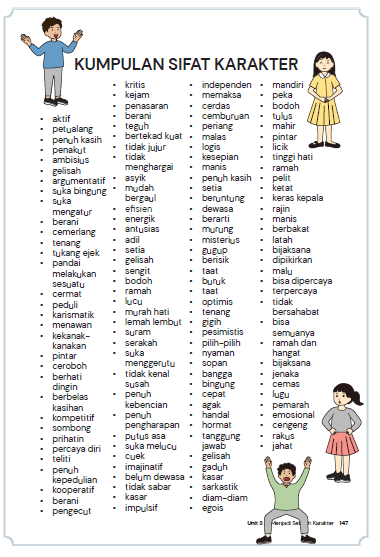 KUMPULAN SIFAT KARAKTER
aktif
petualang
penuh kasih
penakut
ambisius
gelisah
argumentatif
suka bingung
suka
mengatur
berani
cemerlang
tenang
tukang ejek
pandai
melakukan
sesuatu
cermat
peduli
karismatik
menawan
kekanak-
kanakan
pintar
ceroboh
berhati
dingin
berbelas
kasihan
kompetitif
sombong
prihatin
percaya diri
teliti
penuh
kepedulian
kooperatif
berani
pengecut
kritis
kejam
penasaran
berani
teguh
bertekad kuat
tidak jujur
tidak
menghargai
asyik
mudah
bergaul
efisien
energik
antusias
adil
setia
gelisah
sengit
bodoh
ramah
lucu
murah hati
lemah lembut
suram
serakah
suka
menggerutu
tidak kenal
susah
penuh
kebencian
penuh
pengharapan
putus asa
suka melucu
cuek
imajinatif
belum dewasa
tidak sabar
kasar
impulsif
independen
memaksa
cerdas
cemburuan
periang
malas
logis
kesepian
manis
penuh kasih
setia
beruntung
dewasa
berarti
murung
misterius
gugup
berisik
taat
buruk
taat
optimis
tenang
gigih
pesimistis
pilih-pilih
nyaman
sopan
bangga
bingung
cepat
agak
handal
hormat
tanggung
jawab
gelisah
gaduh
kasar
sarkastik
diam-diam
egois
mandiri
peka
bodoh
tulus
mahir
pintar
licik
tinggi hati
ramah
pelit
ketat
keras kepala
rajin
manis
berbakat
latah
bijaksana
dipikirkan
malu
bisa dipercaya
terpercaya
tidak
bersahabat
bisa
semuanya
ramah dan
hangat
bijaksana
jenaka
cemas
lugu
pemarah
emosional
cengeng
rakus
jahat
Unit 3 Menjadi Karakter 147